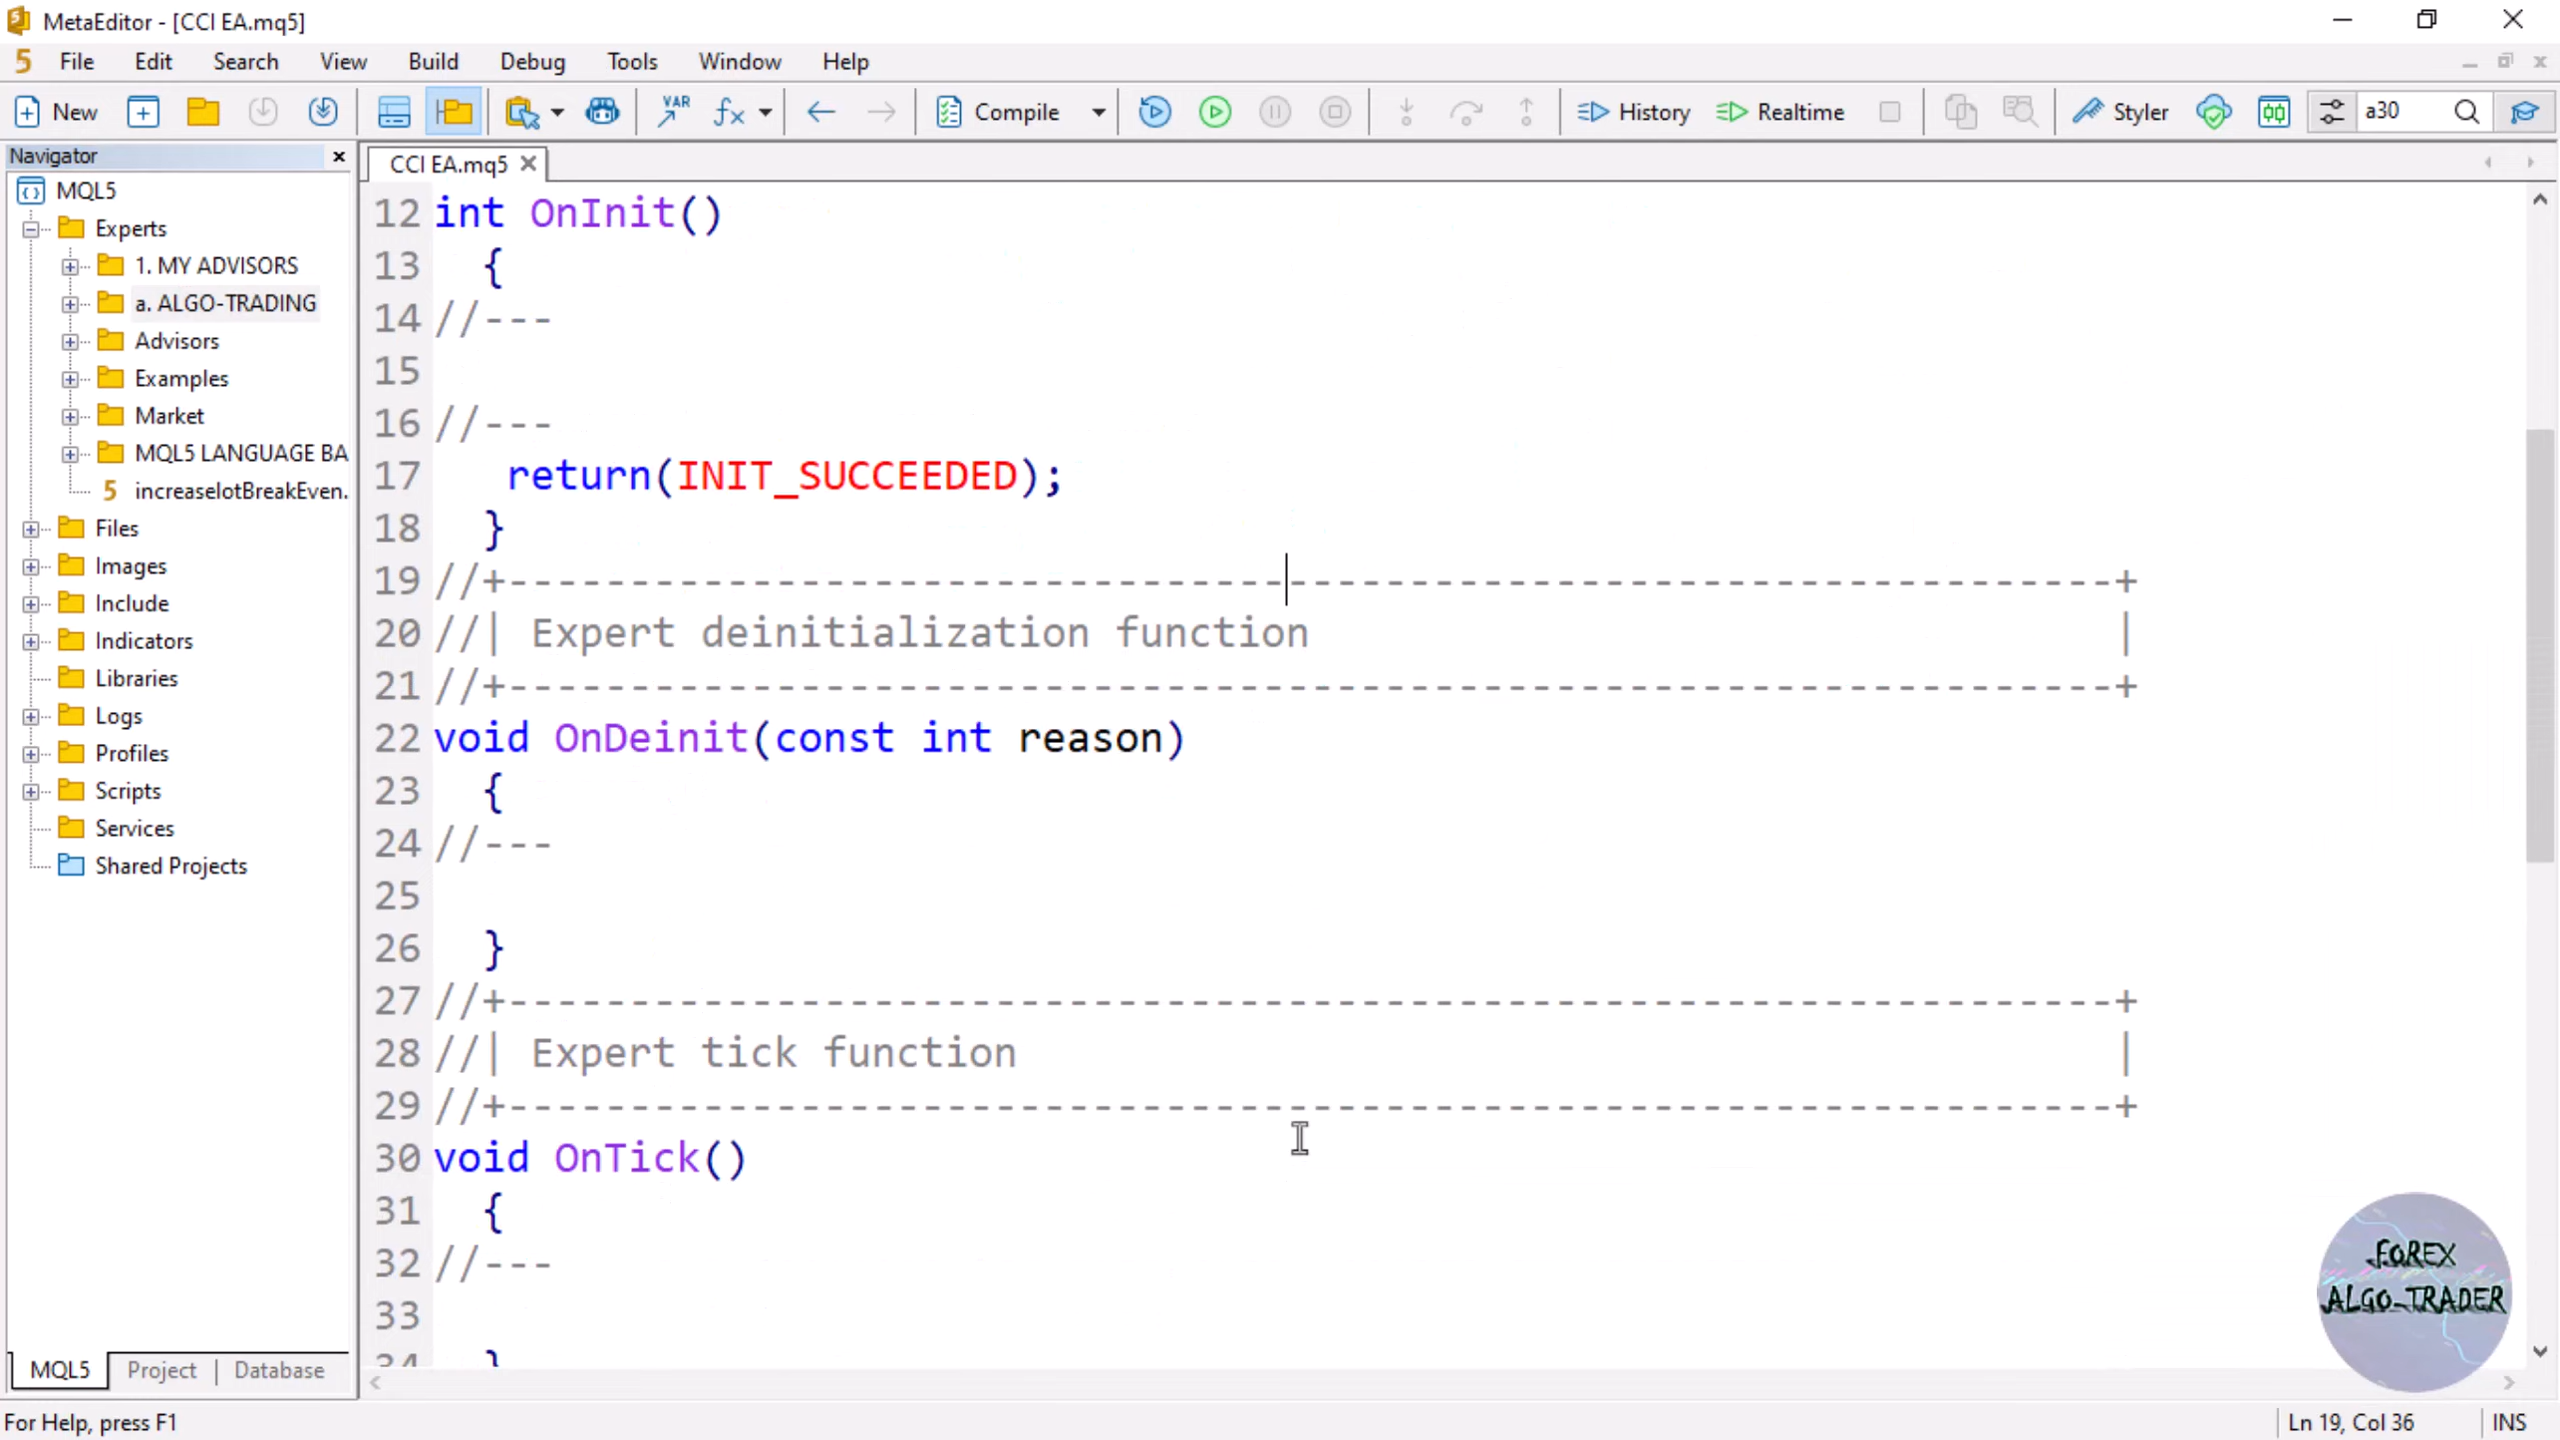 MetaEditor - [CCI EA.mq5]
File Edit Search View Build Debug Tools Window Help
New VAR fx Compile History Realtime Styler a30
Navigator
MQL5
Experts
1. MY ADVISORS
a. ALGO-TRADING
Advisors
Examples
Market
MQL5 LANGUAGE BA
increaselotBreakEven.
Files
Images
Include
Indicators
Libraries
Logs
Profiles
Scripts
Services
Shared Projects
MQL5 Project Database
CCI EA.mq5
12 int OnInit()
13 {
14 //---
15
16 //---
17 return(INIT_SUCCEEDED);
18 }
19 //+------------------------------------------------------------------+
20 //| Expert deinitialization function |
21 //+------------------------------------------------------------------+
22 void OnDeinit(const int reason)
23 {
24 //---
25
26 }
27 //+------------------------------------------------------------------+
28 //| Expert tick function |
29 //+------------------------------------------------------------------+
30 void OnTick()
31 {
32 //---
33
34 }
FOREX
ALGO-TRADER
For Help, press F1
Ln 19, Col 36 INS